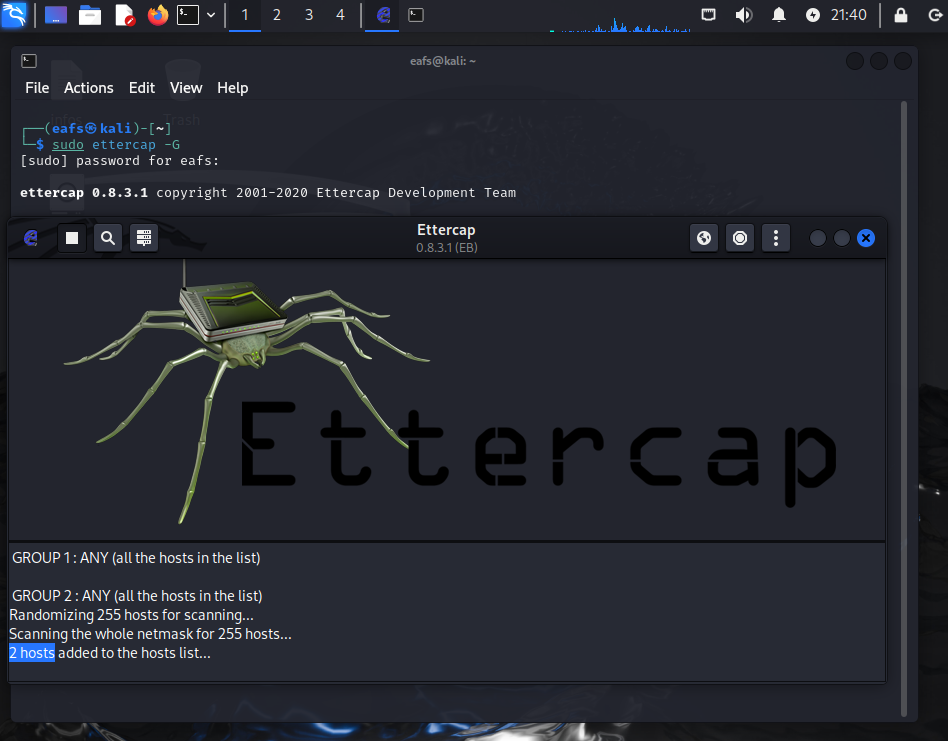 1 2 3 4 21:40
eafs@kali: ~
File Actions Edit View Help
Infos Trash
┌──(eafs㉿kali)-[~]
└─$ sudo ettercap -G
[sudo] password for eafs:
ettercap 0.8.3.1 copyright 2001-2020 Ettercap Development Team
Ettercap
0.8.3.1 (EB)
Ettercap
GROUP 1 : ANY (all the hosts in the list)
GROUP 2 : ANY (all the hosts in the list)
Randomizing 255 hosts for scanning...
Scanning the whole netmask for 255 hosts...
2 hosts added to the hosts list...